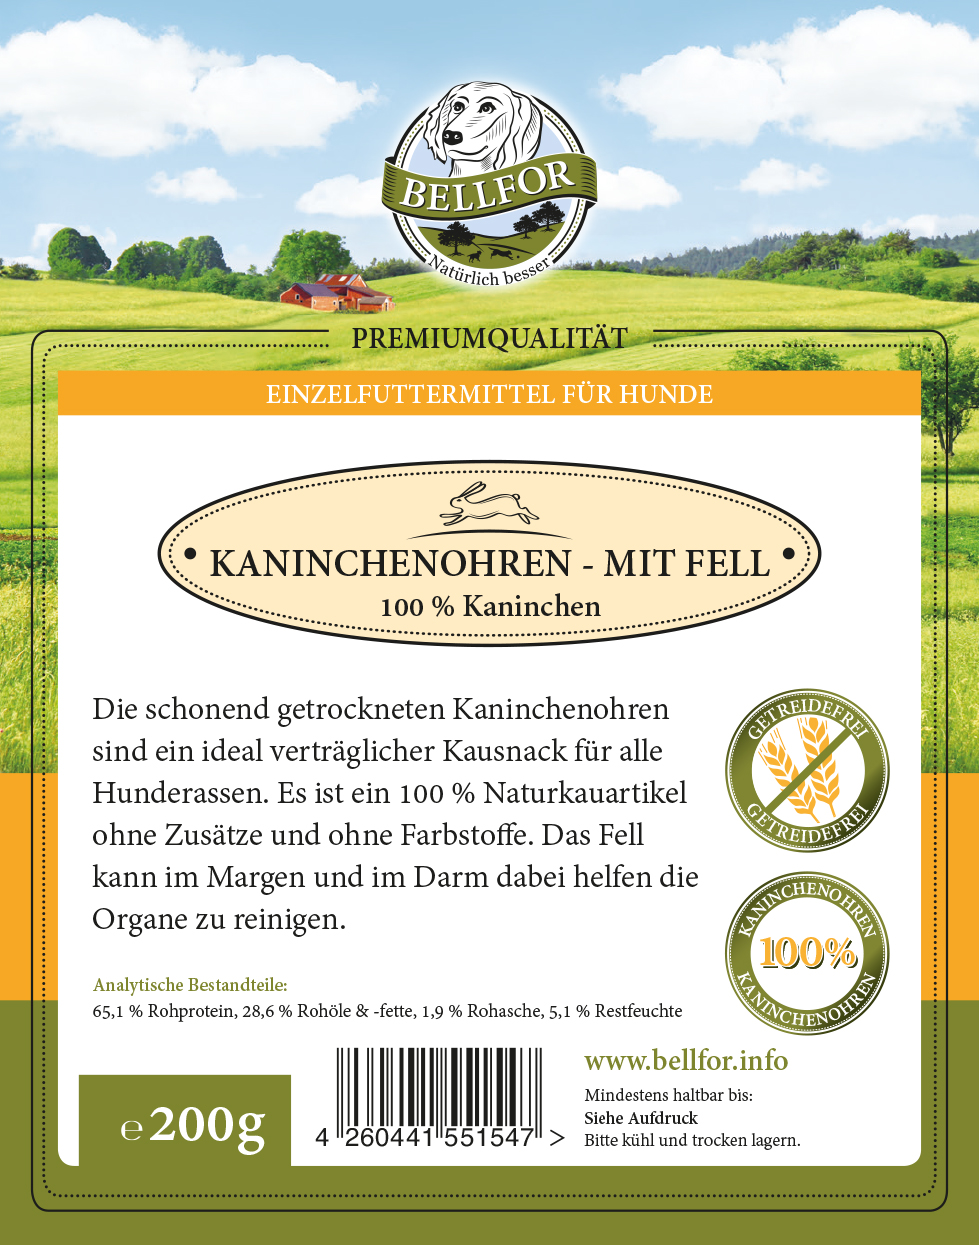 BELLFOR
Natürlich besser
PREMIUMQUALITÄT
EINZELFUTTERMITTEL FÜR HUNDE
KANINCHENOHREN - MIT FELL
100 % Kaninchen
Die schonend getrockneten Kaninchenohren
sind ein ideal verträglicher Kausnack für alle
Hunderassen. Es ist ein 100 % Naturkauartikel
ohne Zusätze und ohne Farbstoffe. Das Fell
kann im Margen und im Darm dabei helfen die
Organe zu reinigen.
GETREIDEFREI
GETREIDEFREI
KANINCHENOHREN
100%
KANINCHENOHREN
Analytische Bestandteile:
65,1 % Rohprotein, 28,6 % Rohöle & -fette, 1,9 % Rohasche, 5,1 % Restfeuchte
℮ 200g
4 260441 551547 >
www.bellfor.info
Mindestens haltbar bis:
Siehe Aufdruck
Bitte kühl und trocken lagern.